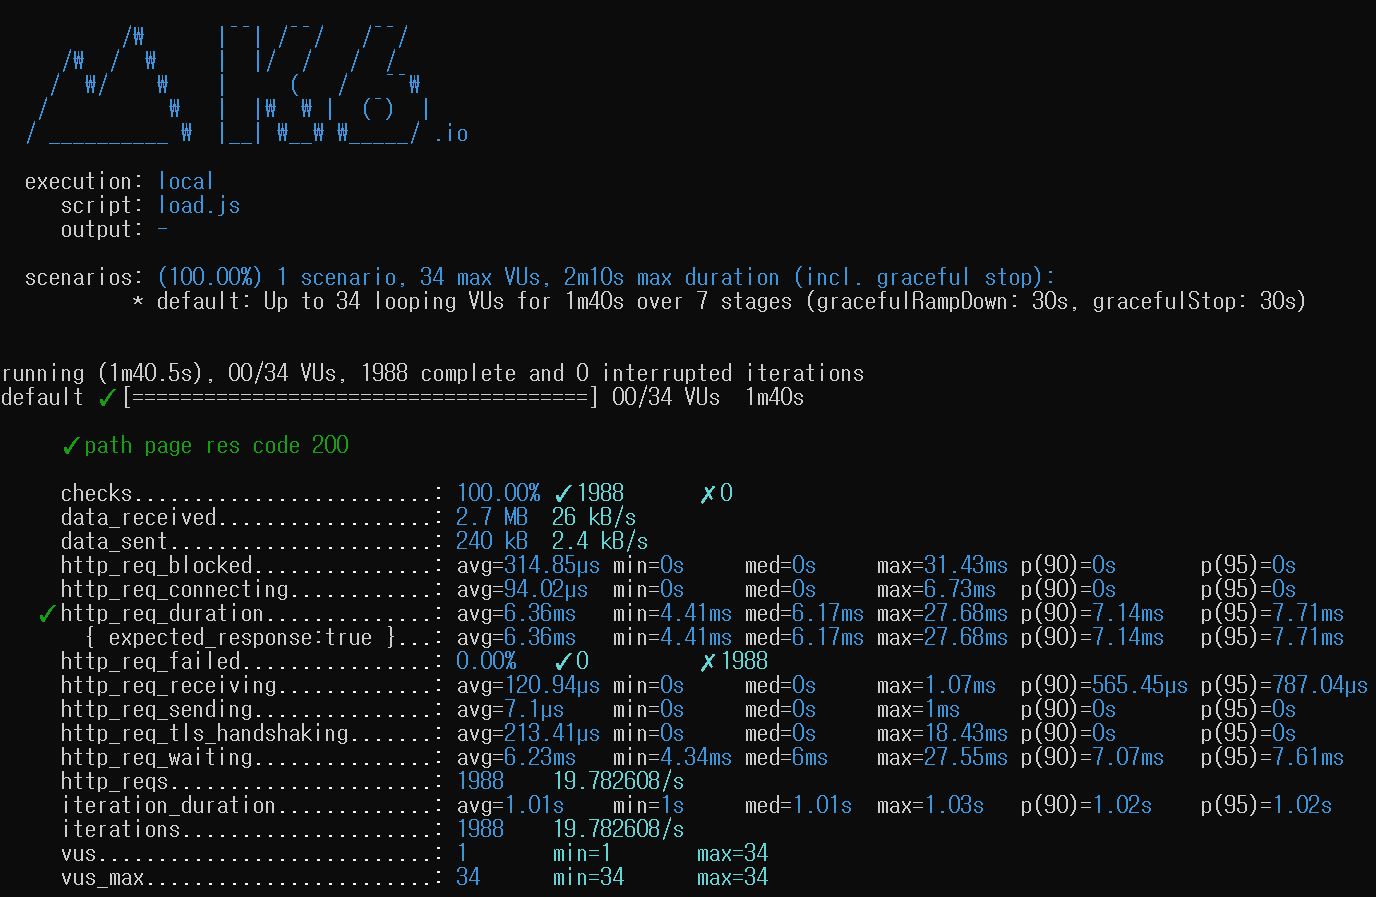 /₩      |‾‾| /‾‾/   /‾‾/
    /₩  /  ₩     |  |/  /   /  /
   /  ₩/    ₩    |     (   /   ‾‾₩
  /          ₩   |  |₩  ₩ |  (‾)  |
 / __________ ₩  |__| ₩__₩ ₩_____/ .io
execution: local
script: load.js
output: -
scenarios: (100.00%) 1 scenario, 34 max VUs, 2m10s max duration (incl. graceful stop):
* default: Up to 34 looping VUs for 1m40s over 7 stages (gracefulRampDown: 30s, gracefulStop: 30s)
running (1m40.5s), 00/34 VUs, 1988 complete and 0 interrupted iterations
default ✓ [======================================] 00/34 VUs  1m40s
✓ path page res code 200
checks.........................: 100.00% ✓ 1988      ✗ 0
data_received..................: 2.7 MB  26 kB/s
data_sent......................: 240 kB  2.4 kB/s
http_req_blocked...............: avg=314.85µs min=0s     med=0s     max=31.43ms p(90)=0s       p(95)=0s
http_req_connecting............: avg=94.02µs  min=0s     med=0s     max=6.73ms  p(90)=0s       p(95)=0s
✓ http_req_duration..............: avg=6.36ms   min=4.41ms med=6.17ms max=27.68ms p(90)=7.14ms   p(95)=7.71ms
{ expected_response:true }...: avg=6.36ms   min=4.41ms med=6.17ms max=27.68ms p(90)=7.14ms   p(95)=7.71ms
http_req_failed................: 0.00%   ✓ 0         ✗ 1988
http_req_receiving.............: avg=120.94µs min=0s     med=0s     max=1.07ms  p(90)=565.45µs p(95)=787.04µs
http_req_sending...............: avg=7.1µs    min=0s     med=0s     max=1ms     p(90)=0s       p(95)=0s
http_req_tls_handshaking.......: avg=213.41µs min=0s     med=0s     max=18.43ms p(90)=0s       p(95)=0s
http_req_waiting...............: avg=6.23ms   min=4.34ms med=6ms    max=27.55ms p(90)=7.07ms   p(95)=7.61ms
http_reqs......................: 1988    19.782608/s
iteration_duration.............: avg=1.01s    min=1s     med=1.01s  max=1.03s   p(90)=1.02s    p(95)=1.02s
iterations.....................: 1988    19.782608/s
vus............................: 1       min=1       max=34
vus_max........................: 34      min=34      max=34